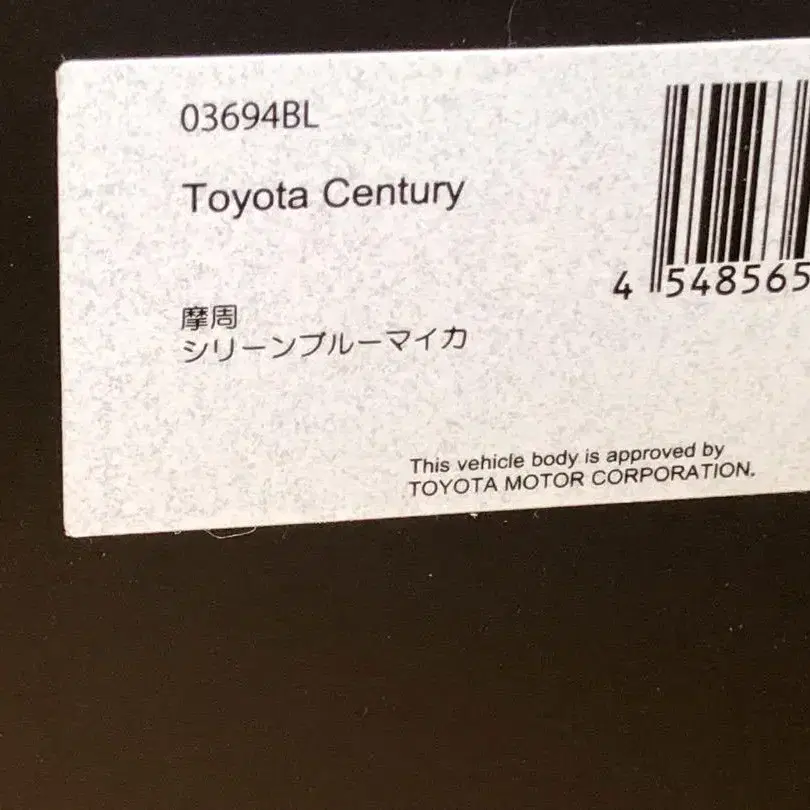 03694BL
Toyota Century
4 548565
摩周
シリーンブルーマイカ
This vehicle body is approved by
TOYOTA MOTOR CORPORATION.